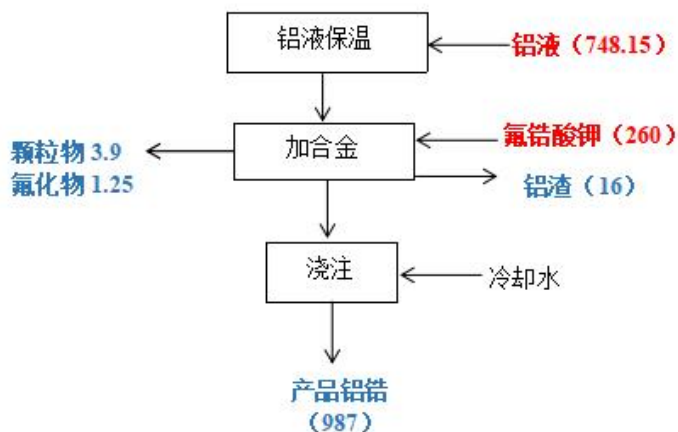 铝液保温
铝液（748.15）
颗粒物 3.9
氟化物 1.25
加合金
氟锆酸钾（260）
铝渣（16）
浇注
冷却水
产品铝锆
（987）